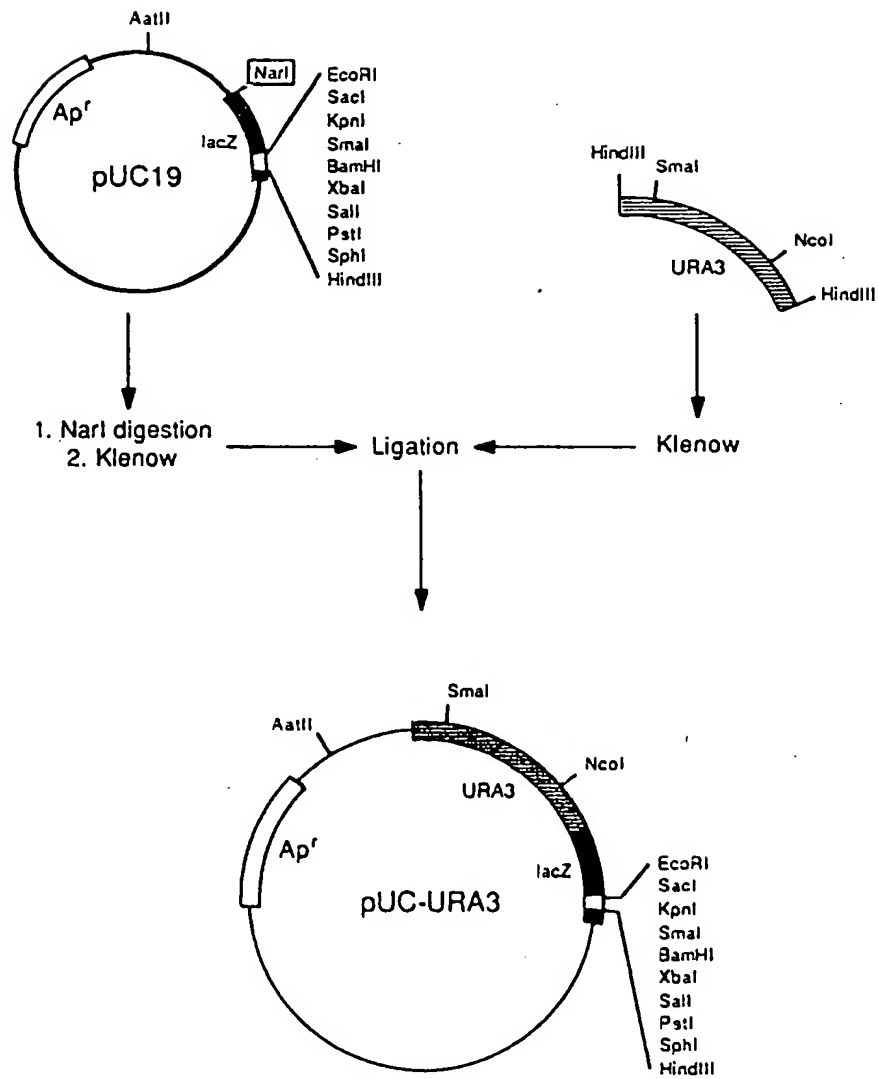 AatII
NarI
Apr
lacZ
pUC19
EcoRI
SacI
KpnI
SmaI
BamHI
XbaI
SalI
PstI
SphI
HindIII
HindIII
SmaI
NcoI
URA3
HindIII
1. NarI digestion
2. Klenow
Ligation
Klenow
SmaI
AatII
NcoI
URA3
Apr
lacZ
pUC-URA3
EcoRI
SacI
KpnI
SmaI
BamHI
XbaI
SalI
PstI
SphI
HindIII